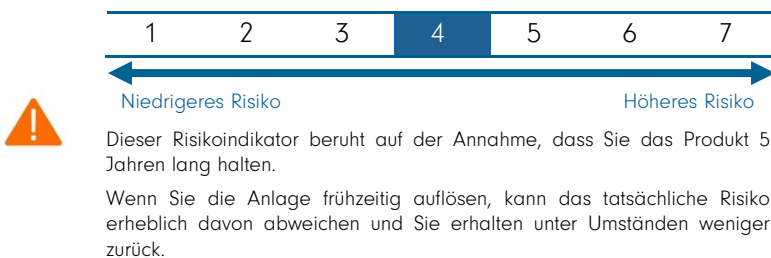 1 2 3 4 5 6 7
Niedrigeres Risiko Höheres Risiko
Dieser Risikoindikator beruht auf der Annahme, dass Sie das Produkt 5
Jahren lang halten.
Wenn Sie die Anlage frühzeitig auflösen, kann das tatsächliche Risiko
erheblich davon abweichen und Sie erhalten unter Umständen weniger
zurück.